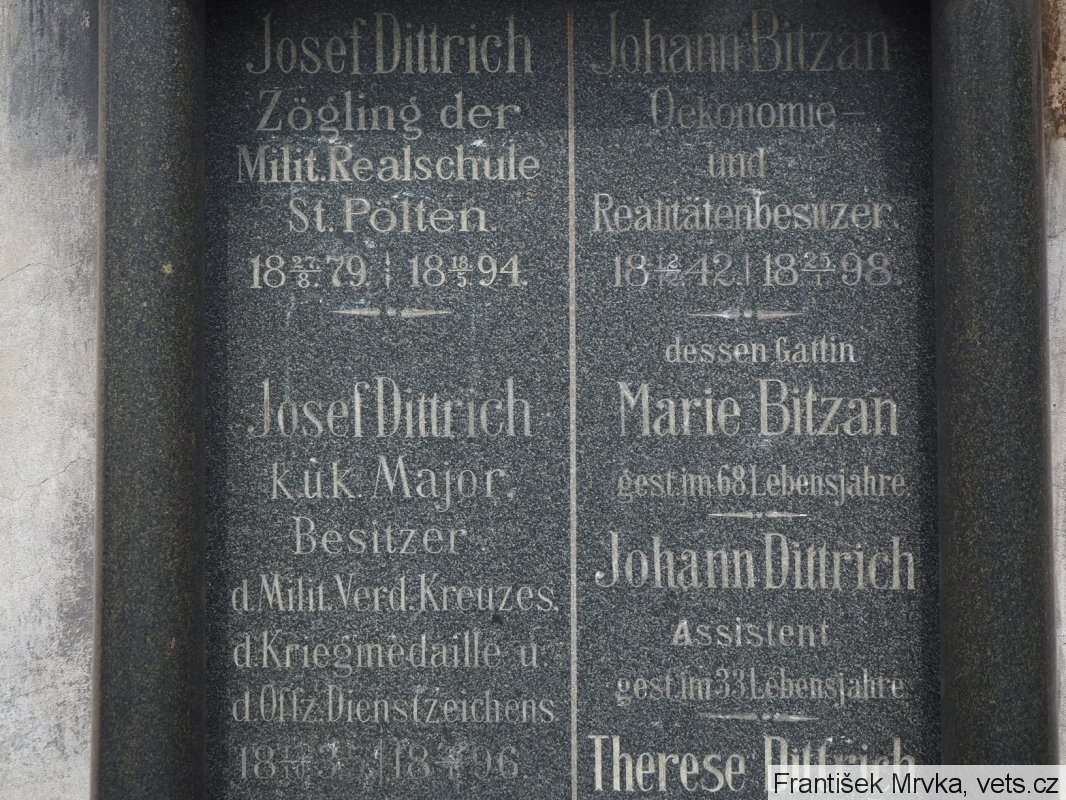 Josef Dittrich
Zögling der
Milit. Realschule
St. Pölten.
18 27./8. 79. | 18 18./5. 94.
Josef Dittrich
k. u. k. Major.
Besitzer
d. Milit. Verd. Kreuzes.
d. Kriegmedaille u.
d. Offz. Dienstzeichens
Johann Bitzan
Oekonomie-
und
Realitätenbesitzer.
18 12/12 42. | 18 25/1 98.
dessen Gattin
Marie Bitzan
gest. im 68. Lebensjahre.
Johann Dittrich
Assistent
gest. im 33. Lebensjahre.
Therese Dittrich
František Mrvka, vets.cz